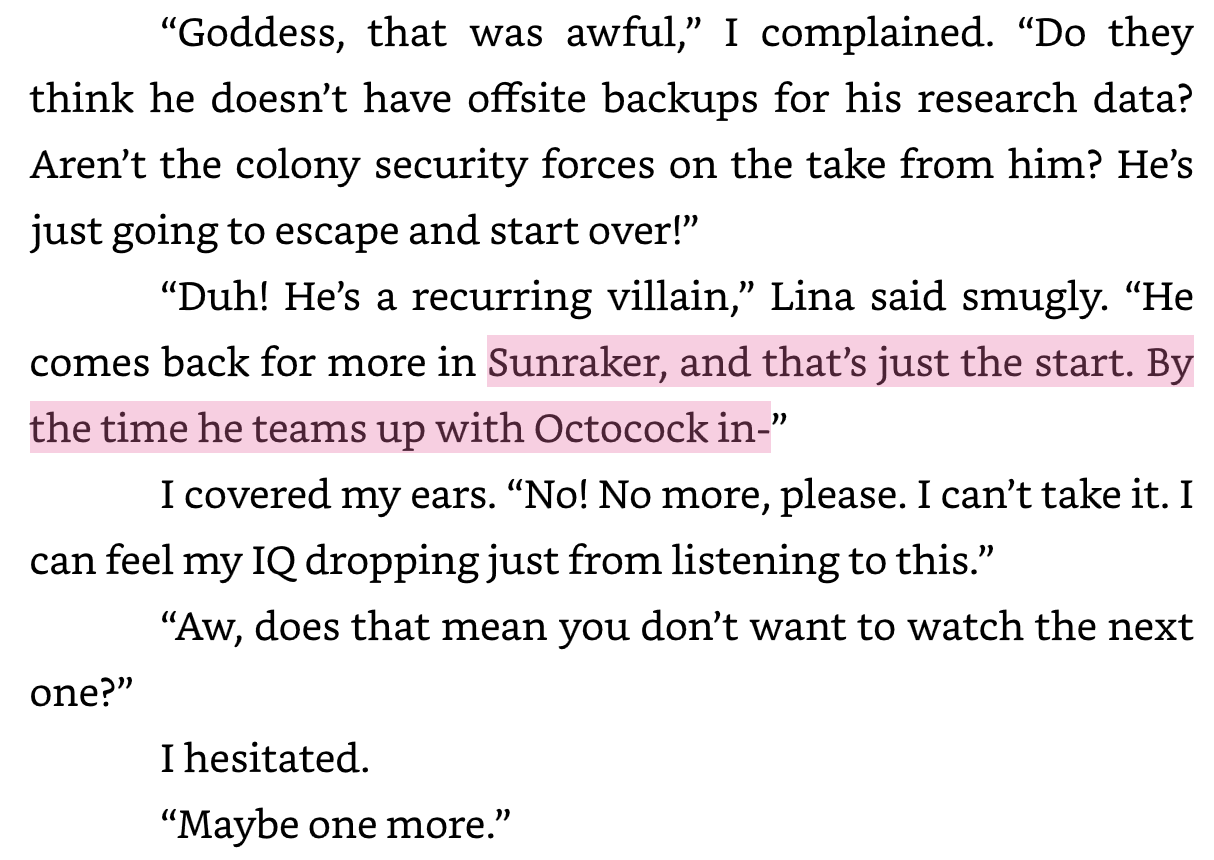 “Goddess, that was awful,” I complained. “Do they
think he doesn’t have offsite backups for his research data?
Aren’t the colony security forces on the take from him? He’s
just going to escape and start over!”
“Duh! He’s a recurring villain,” Lina said smugly. “He
comes back for more in Sunraker, and that’s just the start. By
the time he teams up with Octocock in-”
I covered my ears. “No! No more, please. I can’t take it. I
can feel my IQ dropping just from listening to this.”
“Aw, does that mean you don’t want to watch the next
one?”
I hesitated.
“Maybe one more.”